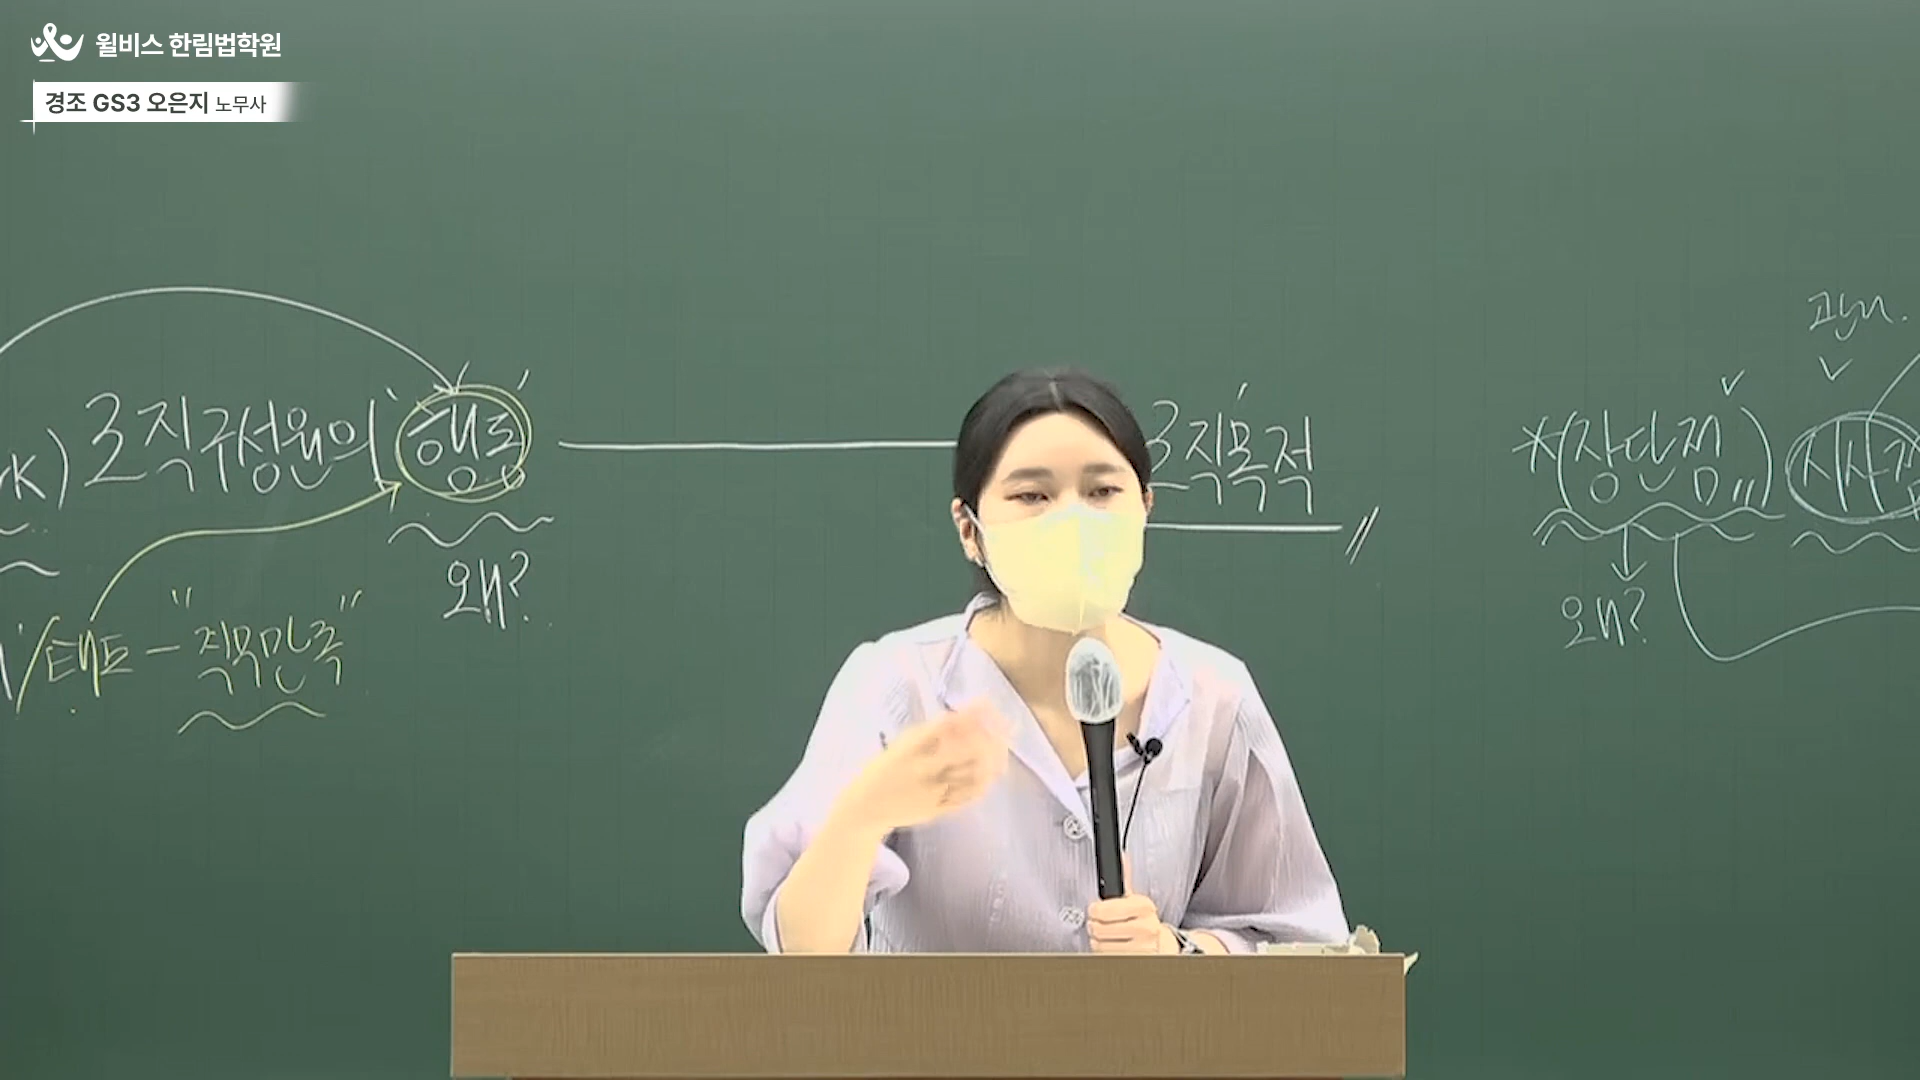 윌비스 한림법학원
경조 GS3 오은지 노무사
관리.
K) 조직구성원의 행동 조직목적 *(장단점) 시사점
왜? 왜?
/태도 - "직무만족"